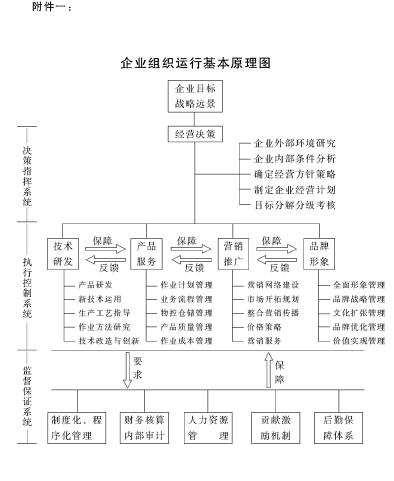 附件一：
企业组织运行基本原理图
企业目标
战略远景
经营决策
企业外部环境研究
企业内部条件分析
确定经营方针策略
制定企业经营计划
目标分解分级考核
决策指挥系统
技术
研发
保障
反馈
产品
服务
保障
反馈
营销
推广
保障
反馈
品牌
形象
执行控制系统
产品研发
新技术运用
生产工艺指导
作业方法研究
技术改造与创新
作业计划管理
业务流程管理
物控仓储管理
产品质量管理
作业成本管理
营销网络建设
市场开拓规划
整合营销传播
价格策略
营销服务
全面形象管理
品牌战略管理
文化扩张管理
品牌优化管理
价值实现管理
要求
保障
监督保证系统
制度化、程
序化管理
财务核算
内部审计
人力资源
管 理
贡献激
励机制
后勤保
障体系